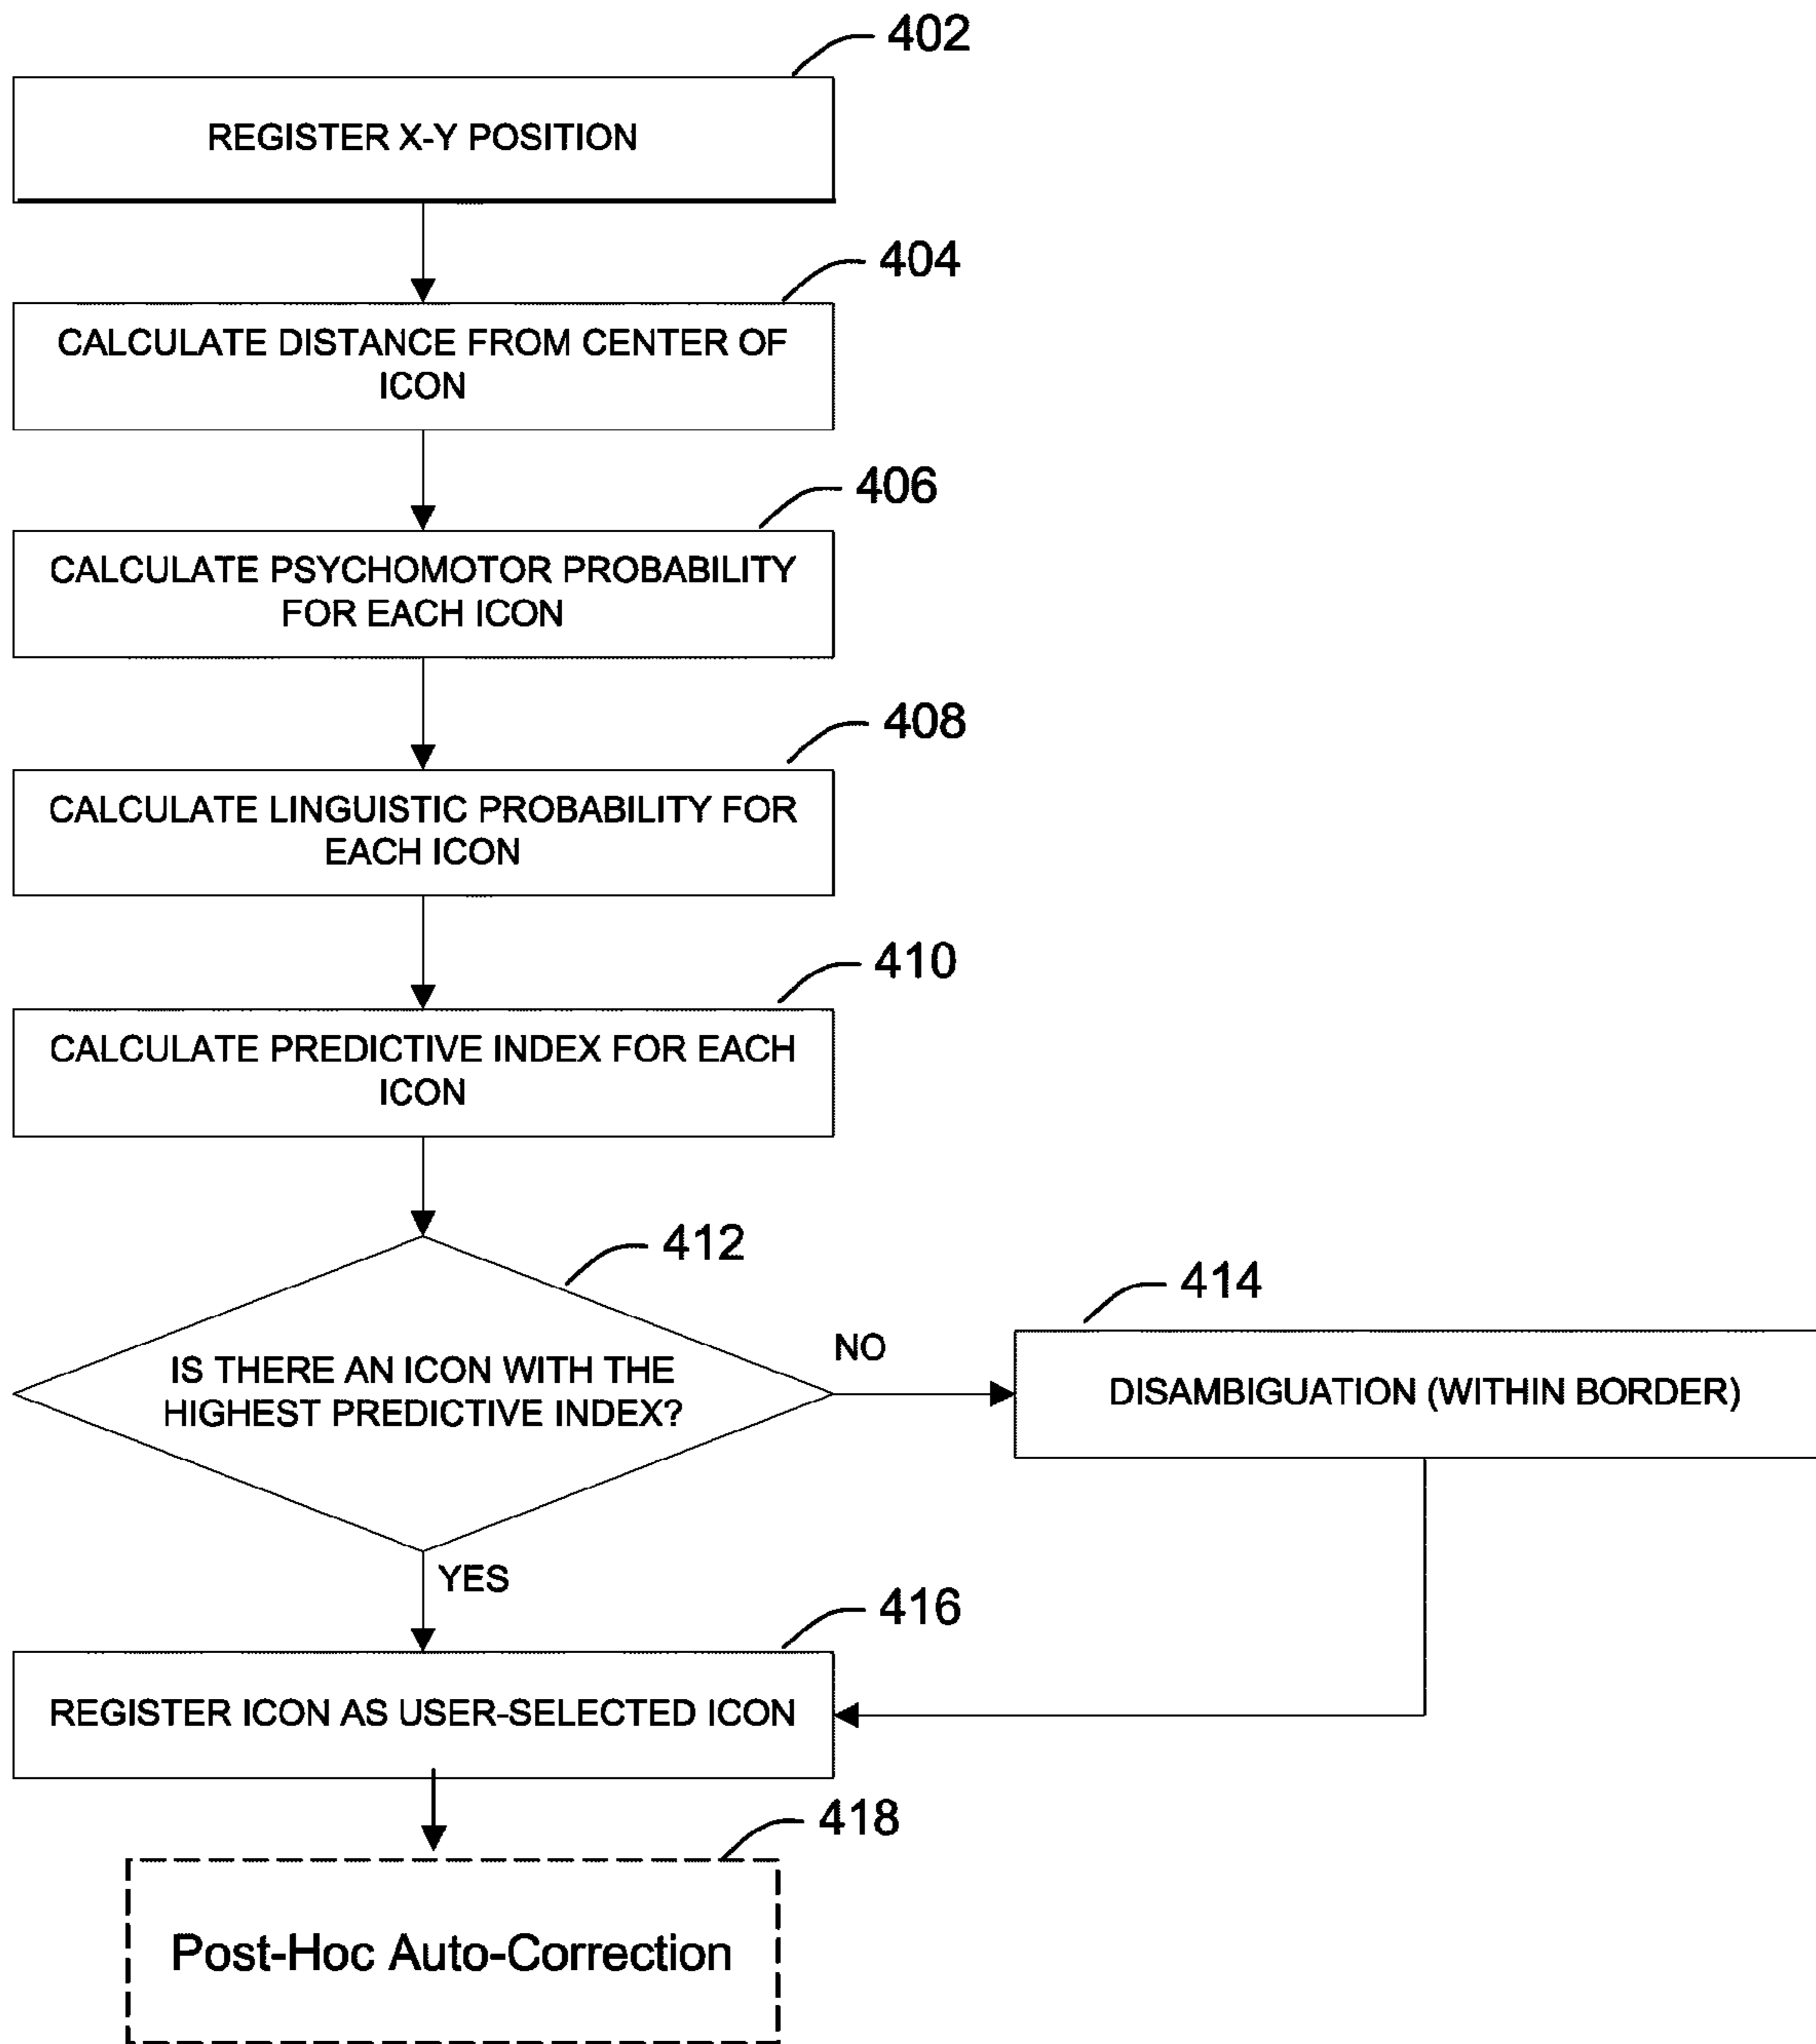 402
REGISTER X-Y POSITION
404
CALCULATE DISTANCE FROM CENTER OF
ICON
406
CALCULATE PSYCHOMOTOR PROBABILITY
FOR EACH ICON
408
CALCULATE LINGUISTIC PROBABILITY FOR
EACH ICON
410
CALCULATE PREDICTIVE INDEX FOR EACH
ICON
412
IS THERE AN ICON WITH THE
HIGHEST PREDICTIVE INDEX?
NO
414
DISAMBIGUATION (WITHIN BORDER)
YES
416
REGISTER ICON AS USER-SELECTED ICON
418
Post-Hoc Auto-Correction